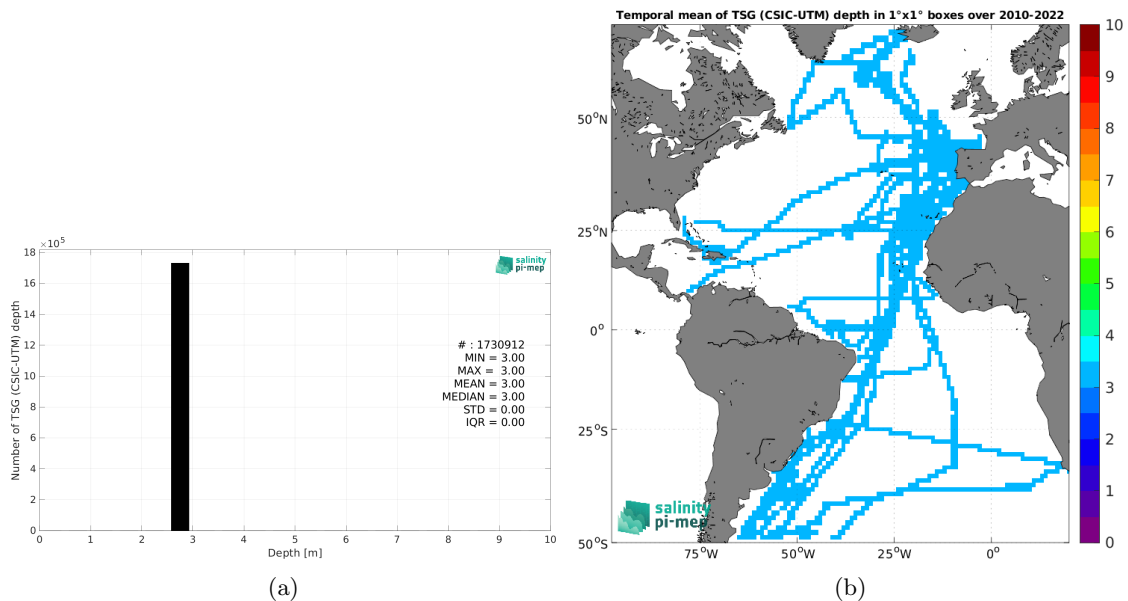 ×10⁵
18
16
14
12
10
8
6
4
2
0
Number of TSG (CSIC-UTM) depth
salinity
pi-mep
# : 1730912
MIN = 3.00
MAX = 3.00
MEAN = 3.00
MEDIAN = 3.00
STD = 0.00
IQR = 0.00
0 1 2 3 4 5 6 7 8 9 10
Depth [m]
(a)
Temporal mean of TSG (CSIC-UTM) depth in 1°x1° boxes over 2010-2022
50°N
25°N
0°
25°S
50°S
75°W 50°W 25°W 0°
salinity
pi-mep
10
9
8
7
6
5
4
3
2
1
0
(b)